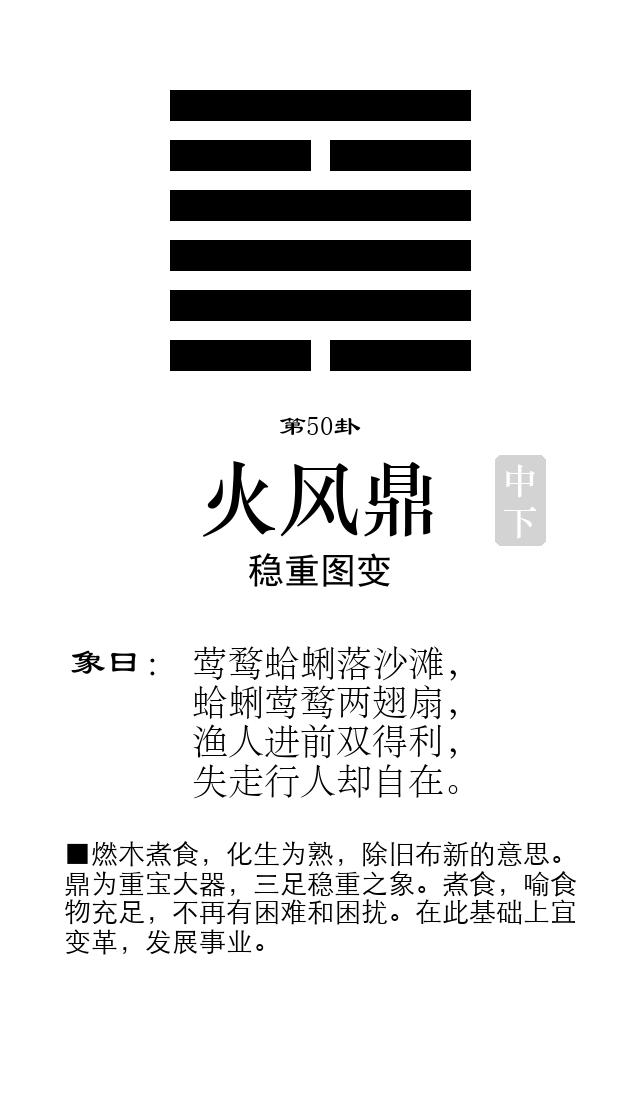 第50卦
火风鼎
中下
稳重图变
象曰： 莺鹜蛤蜊落沙滩，
蛤蜊莺鹜两翅扇，
渔人进前双得利，
失走行人却自在。
■燃木煮食，化生为熟，除旧布新的意思。
鼎为重宝大器，三足稳重之象。煮食，喻食
物充足，不再有困难和困扰。在此基础上宜
变革，发展事业。